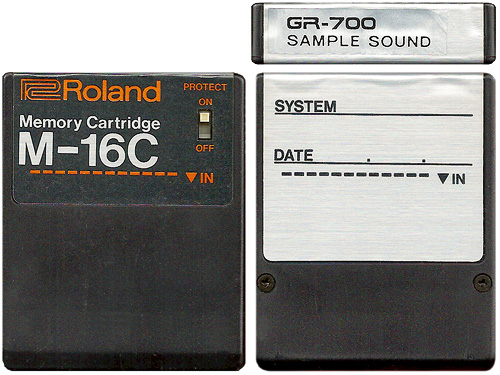 Roland
PROTECT
ON
OFF
Memory Cartridge
M-16C
▼IN
GR-700
SAMPLE SOUND
SYSTEM
DATE . .
▼IN